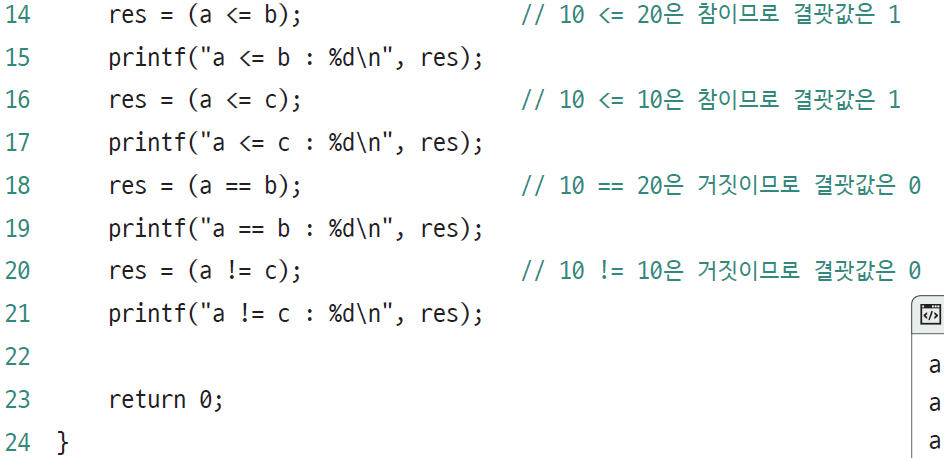 14 res = (a <= b); // 10 <= 20은 참이므로 결괏값은 1
15 printf("a <= b : %d\n", res);
16 res = (a <= c); // 10 <= 10은 참이므로 결괏값은 1
17 printf("a <= c : %d\n", res);
18 res = (a == b); // 10 == 20은 거짓이므로 결괏값은 0
19 printf("a == b : %d\n", res);
20 res = (a != c); // 10 != 10은 거짓이므로 결괏값은 0
21 printf("a != c : %d\n", res);
22
23 return 0;
24 }
a
a
a